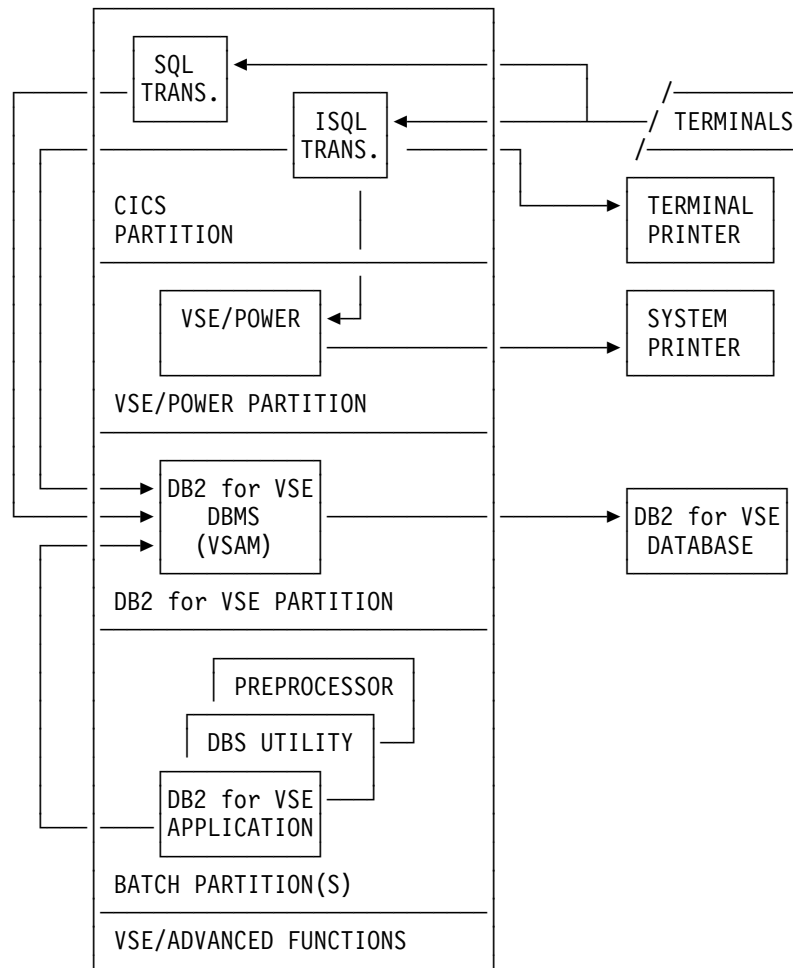 SQL
TRANS.
ISQL
TRANS.
TERMINALS
CICS
PARTITION
TERMINAL
PRINTER
VSE/POWER
SYSTEM
PRINTER
VSE/POWER PARTITION
DB2 for VSE
DBMS
(VSAM)
DB2 for VSE
DATABASE
DB2 for VSE PARTITION
PREPROCESSOR
DBS UTILITY
DB2 for VSE
APPLICATION
BATCH PARTITION(S)
VSE/ADVANCED FUNCTIONS